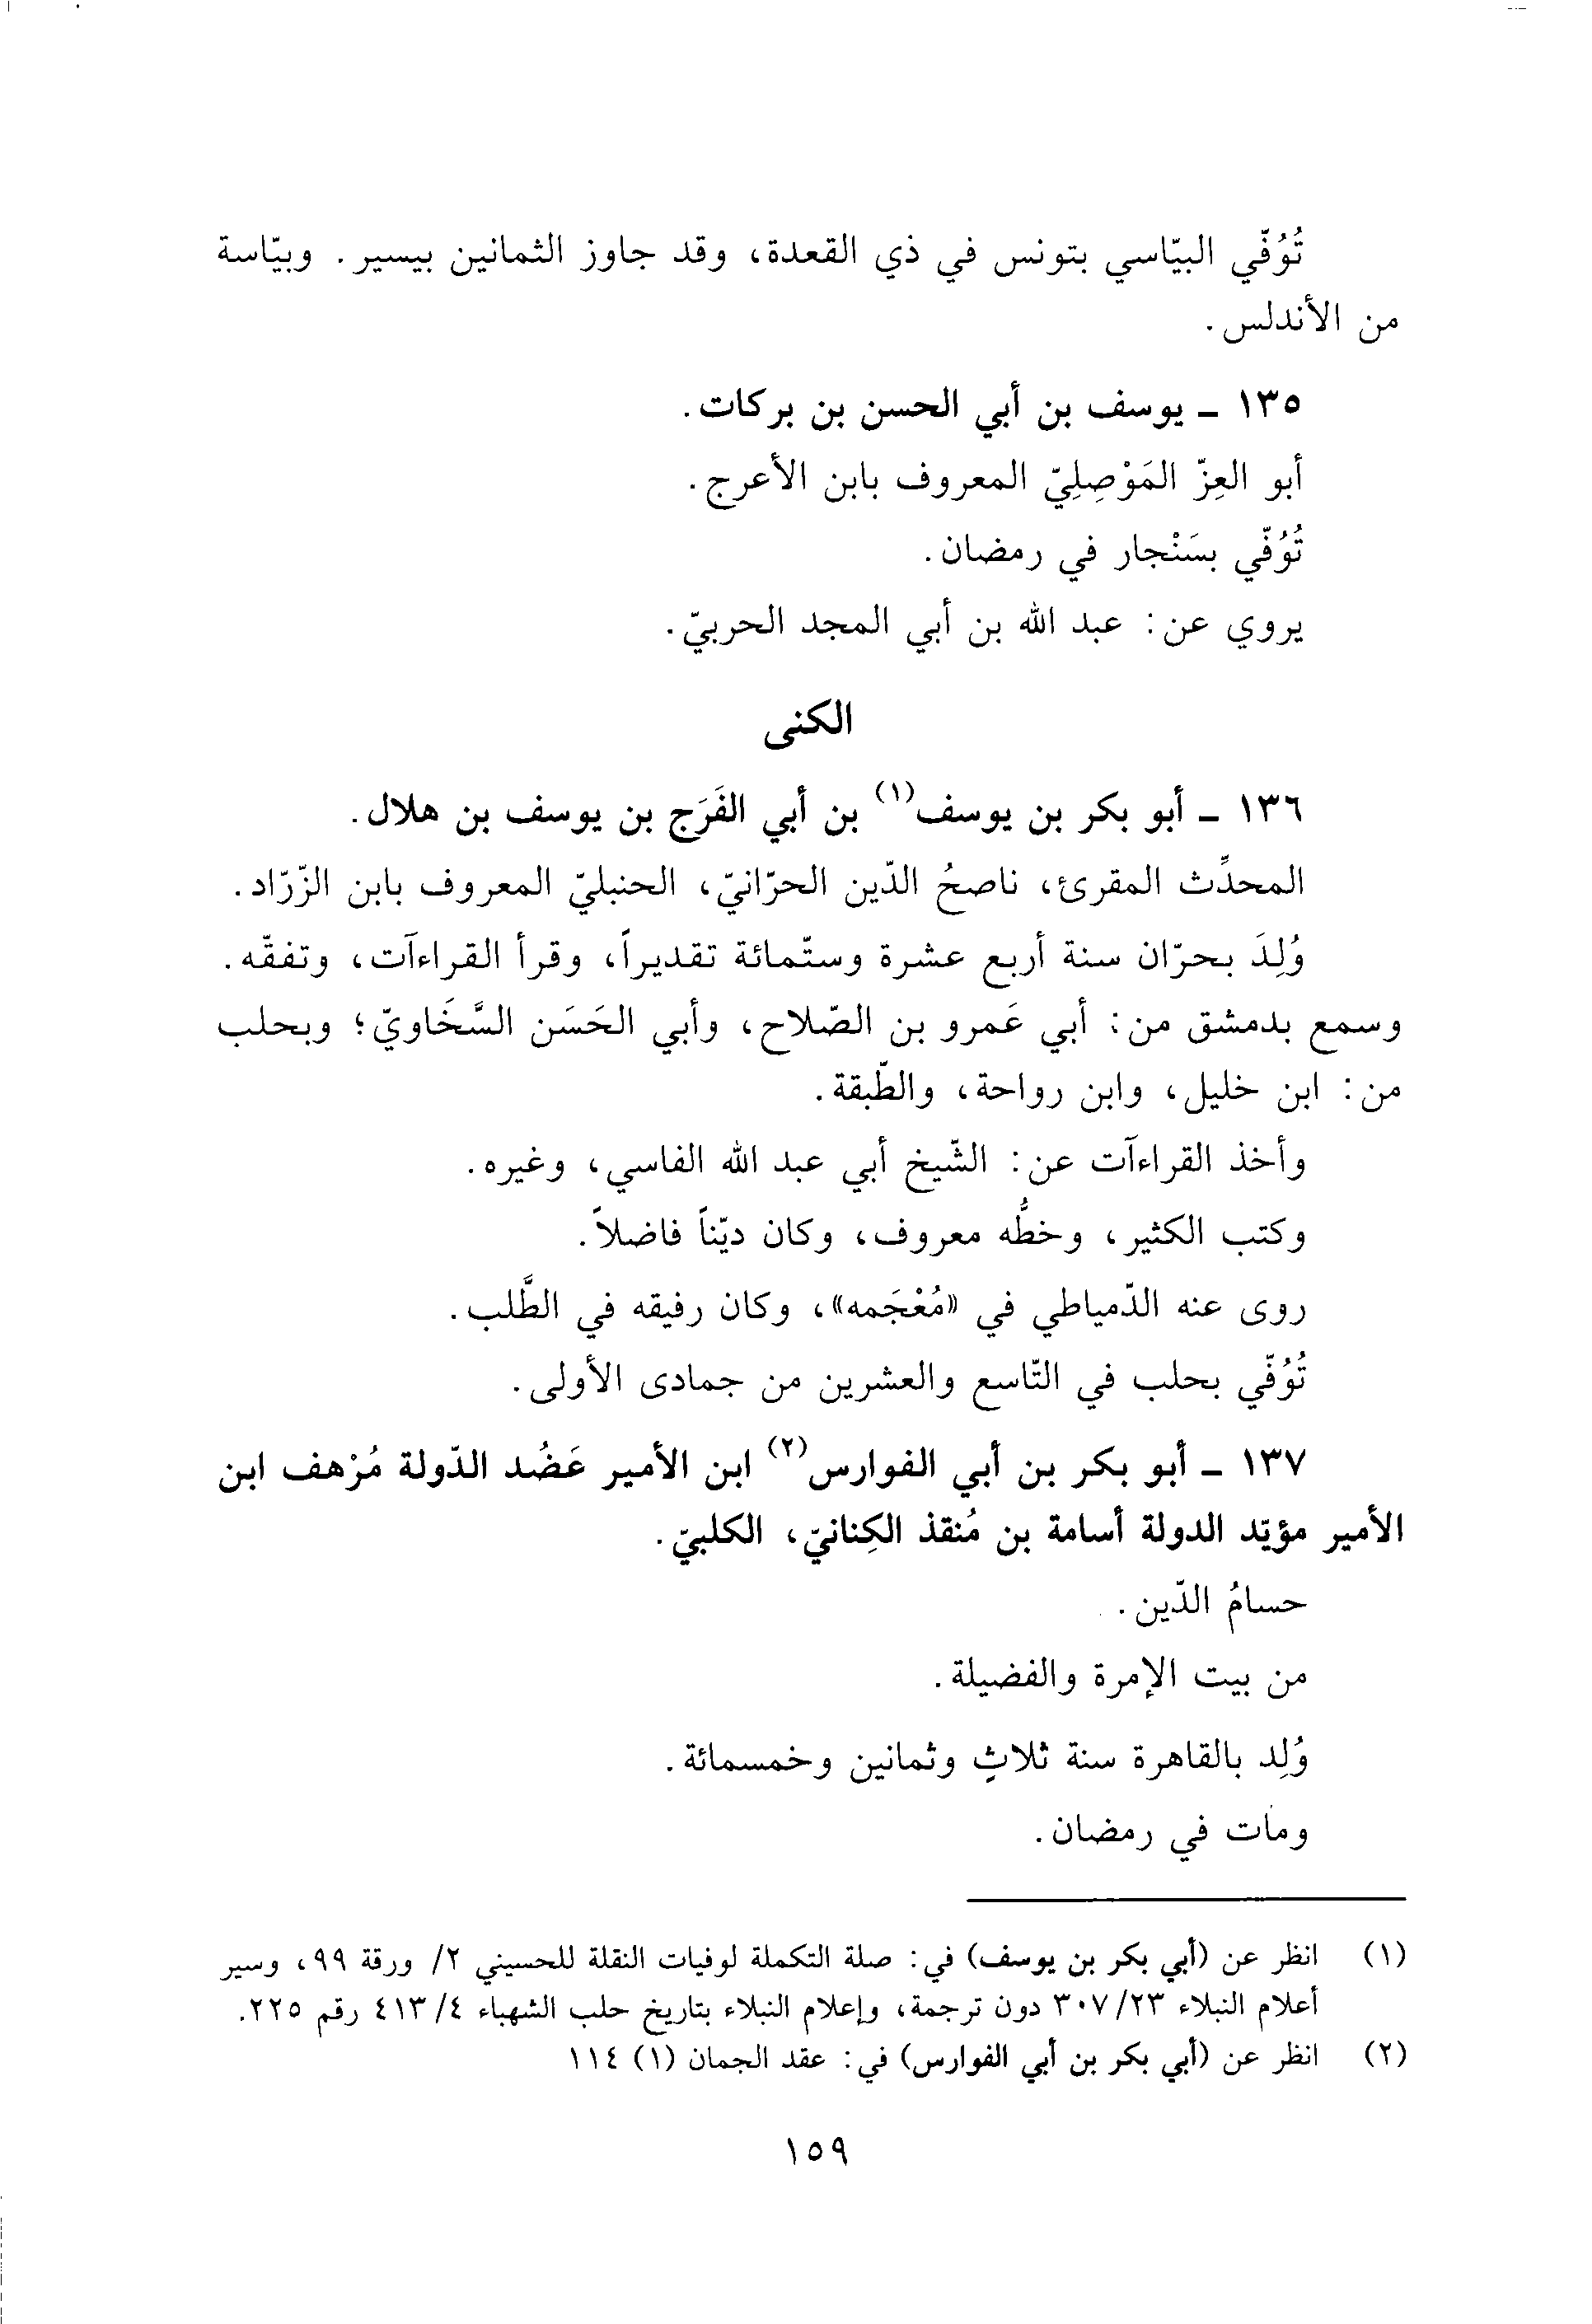 تُوُفّي البيّاسي بتونس في ذي القعدة، وقد جاوز الثمانين بيسير. وبيّاسة
من الأندلس.
١٣٥ ـ يوسف بن أبي الحسن بن بركات.
أبو العِزّ المَوْصِلِيّ المعروف بابن الأعرج.
تُوُفّي بسَنْجار في رمضان.
يروي عن: عبد الله بن أبي المجد الحربيّ.
الكنى
١٣٦ ـ أبو بكر بن يوسف(١) بن أبي الفَرَج بن يوسف بن هلال.
المحدِّث المقرئ، ناصحُ الدّين الحرّانيّ، الحنبليّ المعروف بابن الزّرّاد.
وُلِدَ بحرّان سنة أربع عشرة وستّمائة تقديراً، وقرأ القراءآت، وتفقّه.
وسمع بدمشق من: أبي عَمرو بن الصّلاح، وأبي الحَسَن السَّخَاويّ؛ وبحلب
من: ابن خليل، وابن رواحة، والطّبقة.
وأخذ القراءآت عن: الشّيخ أبي عبد الله الفاسي، وغيره.
وكتب الكثير، وخطُّه معروف، وكان ديّناً فاضلاً.
روى عنه الدّمياطي في «مُعْجَمه»، وكان رفيقه في الطَّلب.
تُوُفّي بحلب في التّاسع والعشرين من جمادى الأولى.
١٣٧ ـ أبو بكر بن أبي الفوارس(٢) ابن الأمير عَضُد الدّولة مُرْهف ابن
الأمير مؤيّد الدولة أسامة بن مُنقذ الكِنانيّ، الكلبيّ.
حسامُ الدّين.
من بيت الإمرة والفضيلة.
وُلِد بالقاهرة سنة ثلاثٍ وثمانين وخمسمائة.
ومات في رمضان.
(١) انظر عن (أبي بكر بن يوسف) في: صلة التكملة لوفيات النقلة للحسيني ٢/ ورقة ٩٩، وسير
أعلام النبلاء ٣٠٧/٢٣ دون ترجمة، وإعلام النبلاء بتاريخ حلب الشهباء ٤١٣/٤ رقم ٢٢٥.
(٢) انظر عن (أبي بكر بن أبي الفوارس) في: عقد الجمان (١) ١١٤
١٥٩